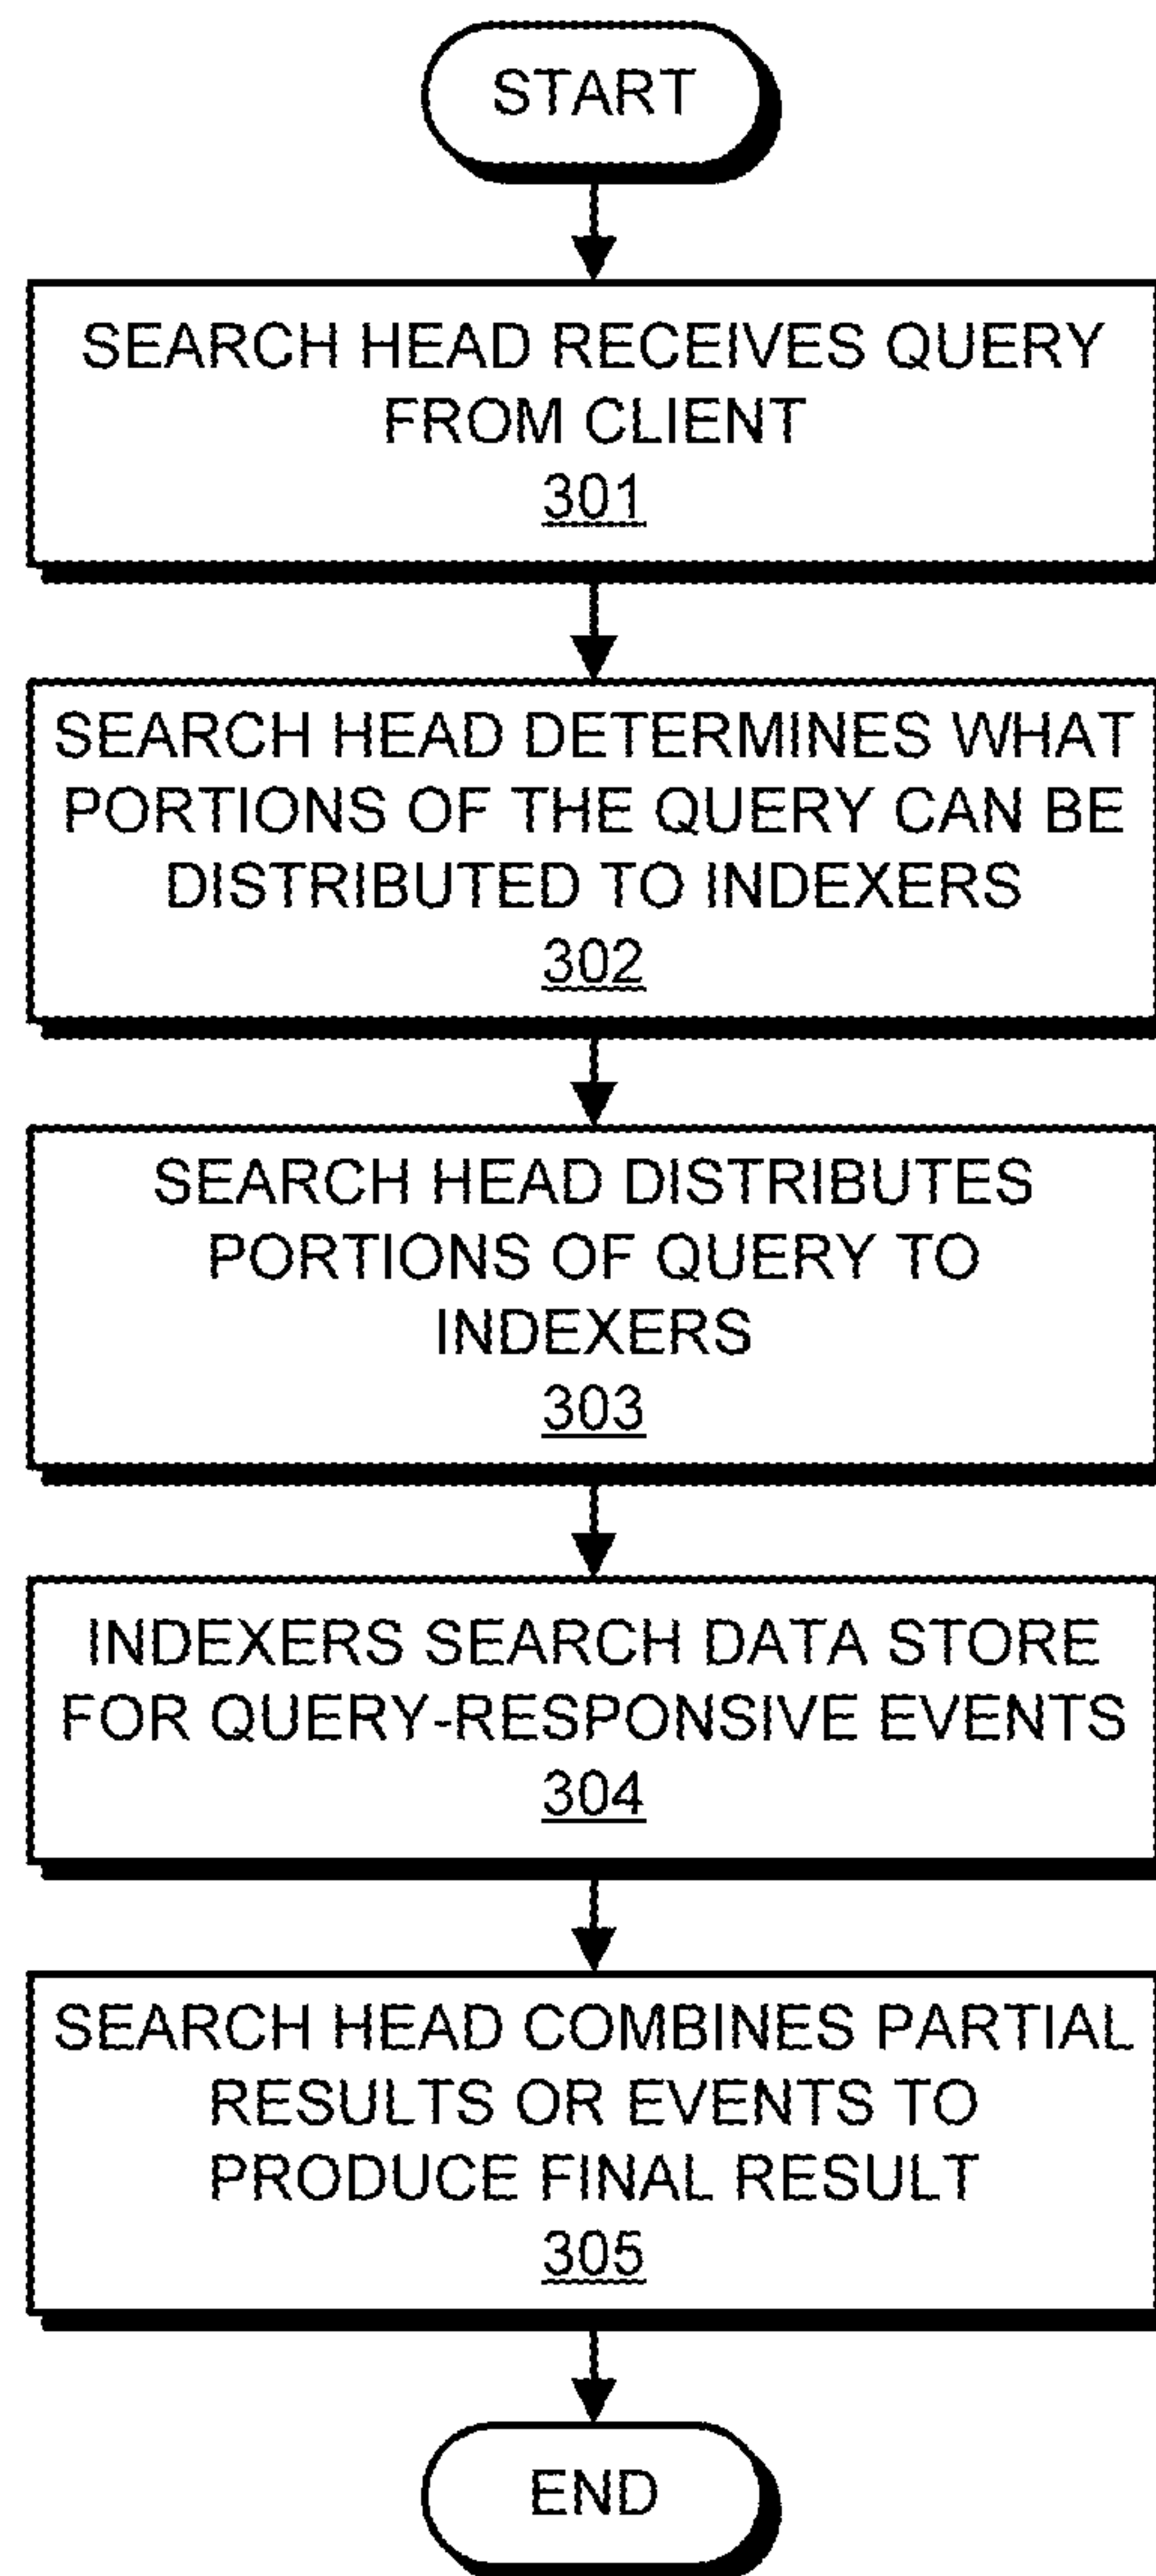 START
SEARCH HEAD RECEIVES QUERY
FROM CLIENT
301
SEARCH HEAD DETERMINES WHAT
PORTIONS OF THE QUERY CAN BE
DISTRIBUTED TO INDEXERS
302
SEARCH HEAD DISTRIBUTES
PORTIONS OF QUERY TO
INDEXERS
303
INDEXERS SEARCH DATA STORE
FOR QUERY-RESPONSIVE EVENTS
304
SEARCH HEAD COMBINES PARTIAL
RESULTS OR EVENTS TO
PRODUCE FINAL RESULT
305
END